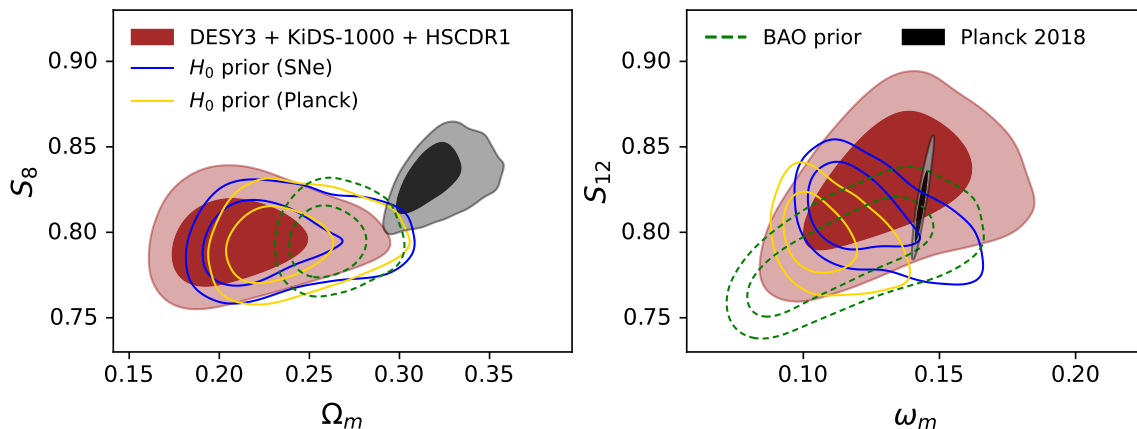 DESY3 + KiDS-1000 + HSCDR1
H₀ prior (SNe)
H₀ prior (Planck)
0.90
0.85
0.80
0.75
S₈
0.15 0.20 0.25 0.30 0.35
Ωₘ
BAO prior
Planck 2018
0.90
0.85
0.80
0.75
S₁₂
0.10 0.15 0.20
ωₘ